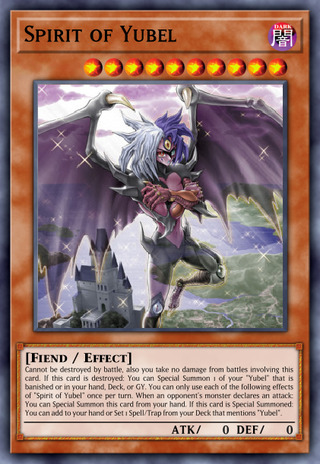 SPIRIT OF YUBEL
DARK
闇
[FIEND / EFFECT]
Cannot be destroyed by battle, also you take no damage from battles involving this
card. If this card is destroyed: You can Special Summon 1 of your "Yubel" that is
banished or in your hand, Deck, or GY. You can only use each of the following effects
of "Spirit of Yubel" once per turn. When an opponent's monster declares an attack:
You can Special Summon this card from your hand. If this card is Special Summoned:
You can add to your hand or Set 1 Spell/Trap from your Deck that mentions "Yubel".
ATK/ 0 DEF/ 0